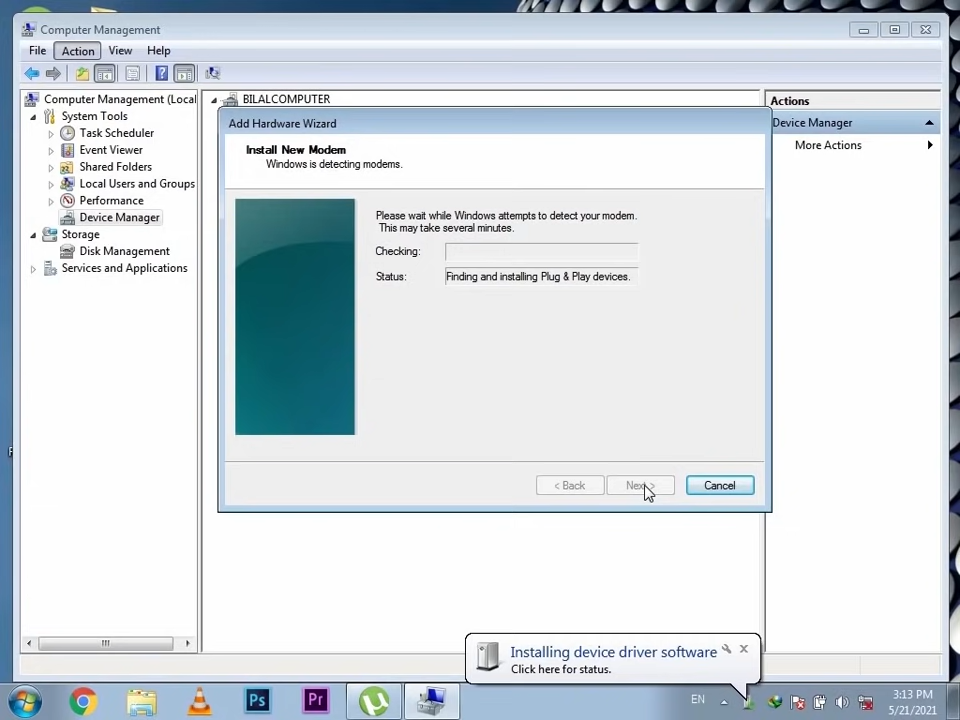 Computer Management
File Action View Help
Computer Management (Local
System Tools
Task Scheduler
Event Viewer
Shared Folders
Local Users and Groups
Performance
Device Manager
Storage
Disk Management
Services and Applications
BILALCOMPUTER
Actions
Device Manager
More Actions
Add Hardware Wizard
Install New Modem
Windows is detecting modems.
Please wait while Windows attempts to detect your modem.
This may take several minutes.
Checking:
Status: Finding and installing Plug & Play devices.
< Back Next > Cancel
Installing device driver software
Click here for status.
Ps Pr EN 3:13 PM
5/21/2021